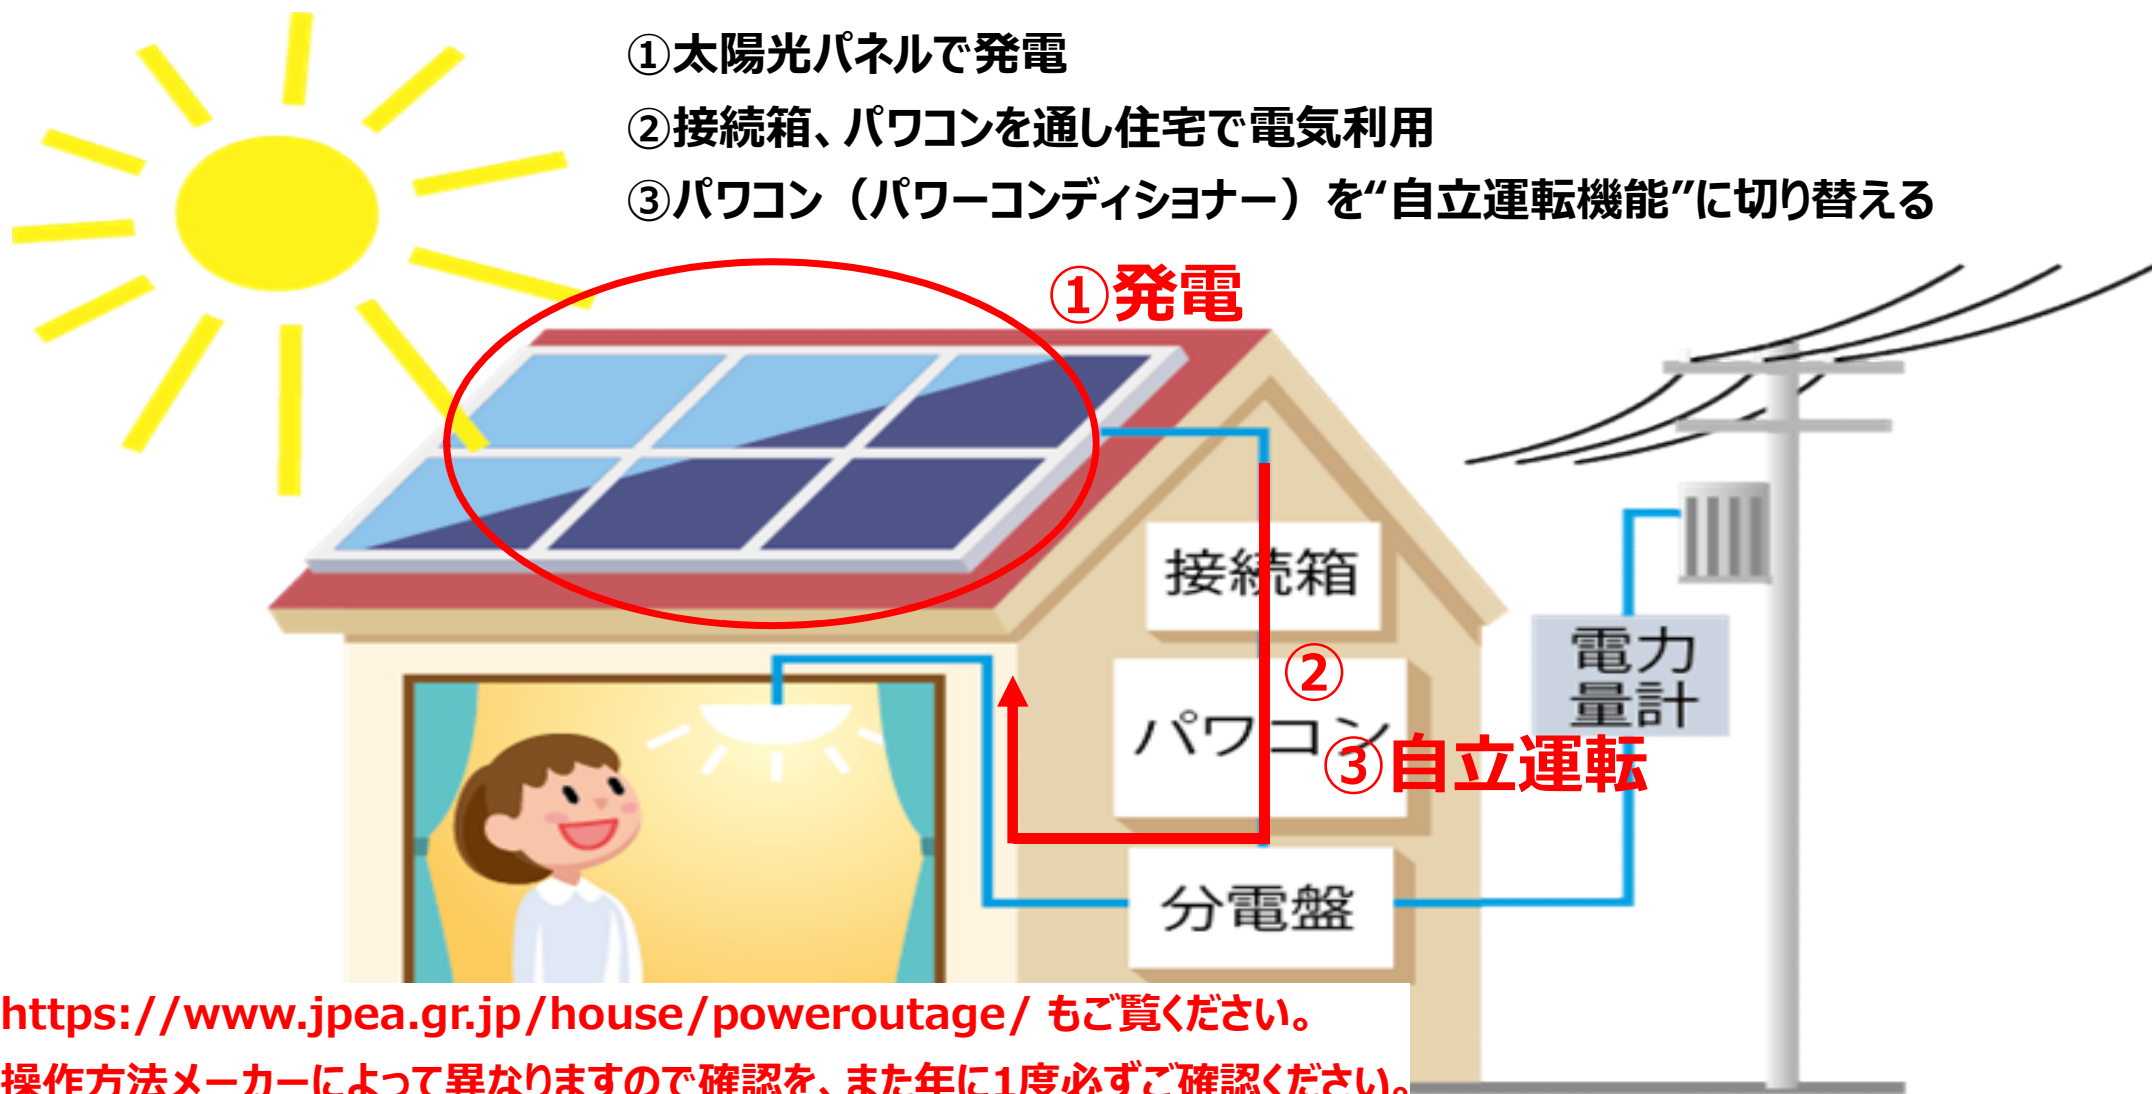 ①太陽光パネルで発電
②接続箱、パワコンを通し住宅で電気利用
③パワコン（パワーコンディショナー）を“自立運転機能”に切り替える
①発電
接続箱
②
電力
量計
パワコン
③自立運転
分電盤
https://www.jpea.gr.jp/house/poweroutage/ もご覧ください。
操作方法メーカーによって異なりますので確認を、また年に1度必ずご確認ください。